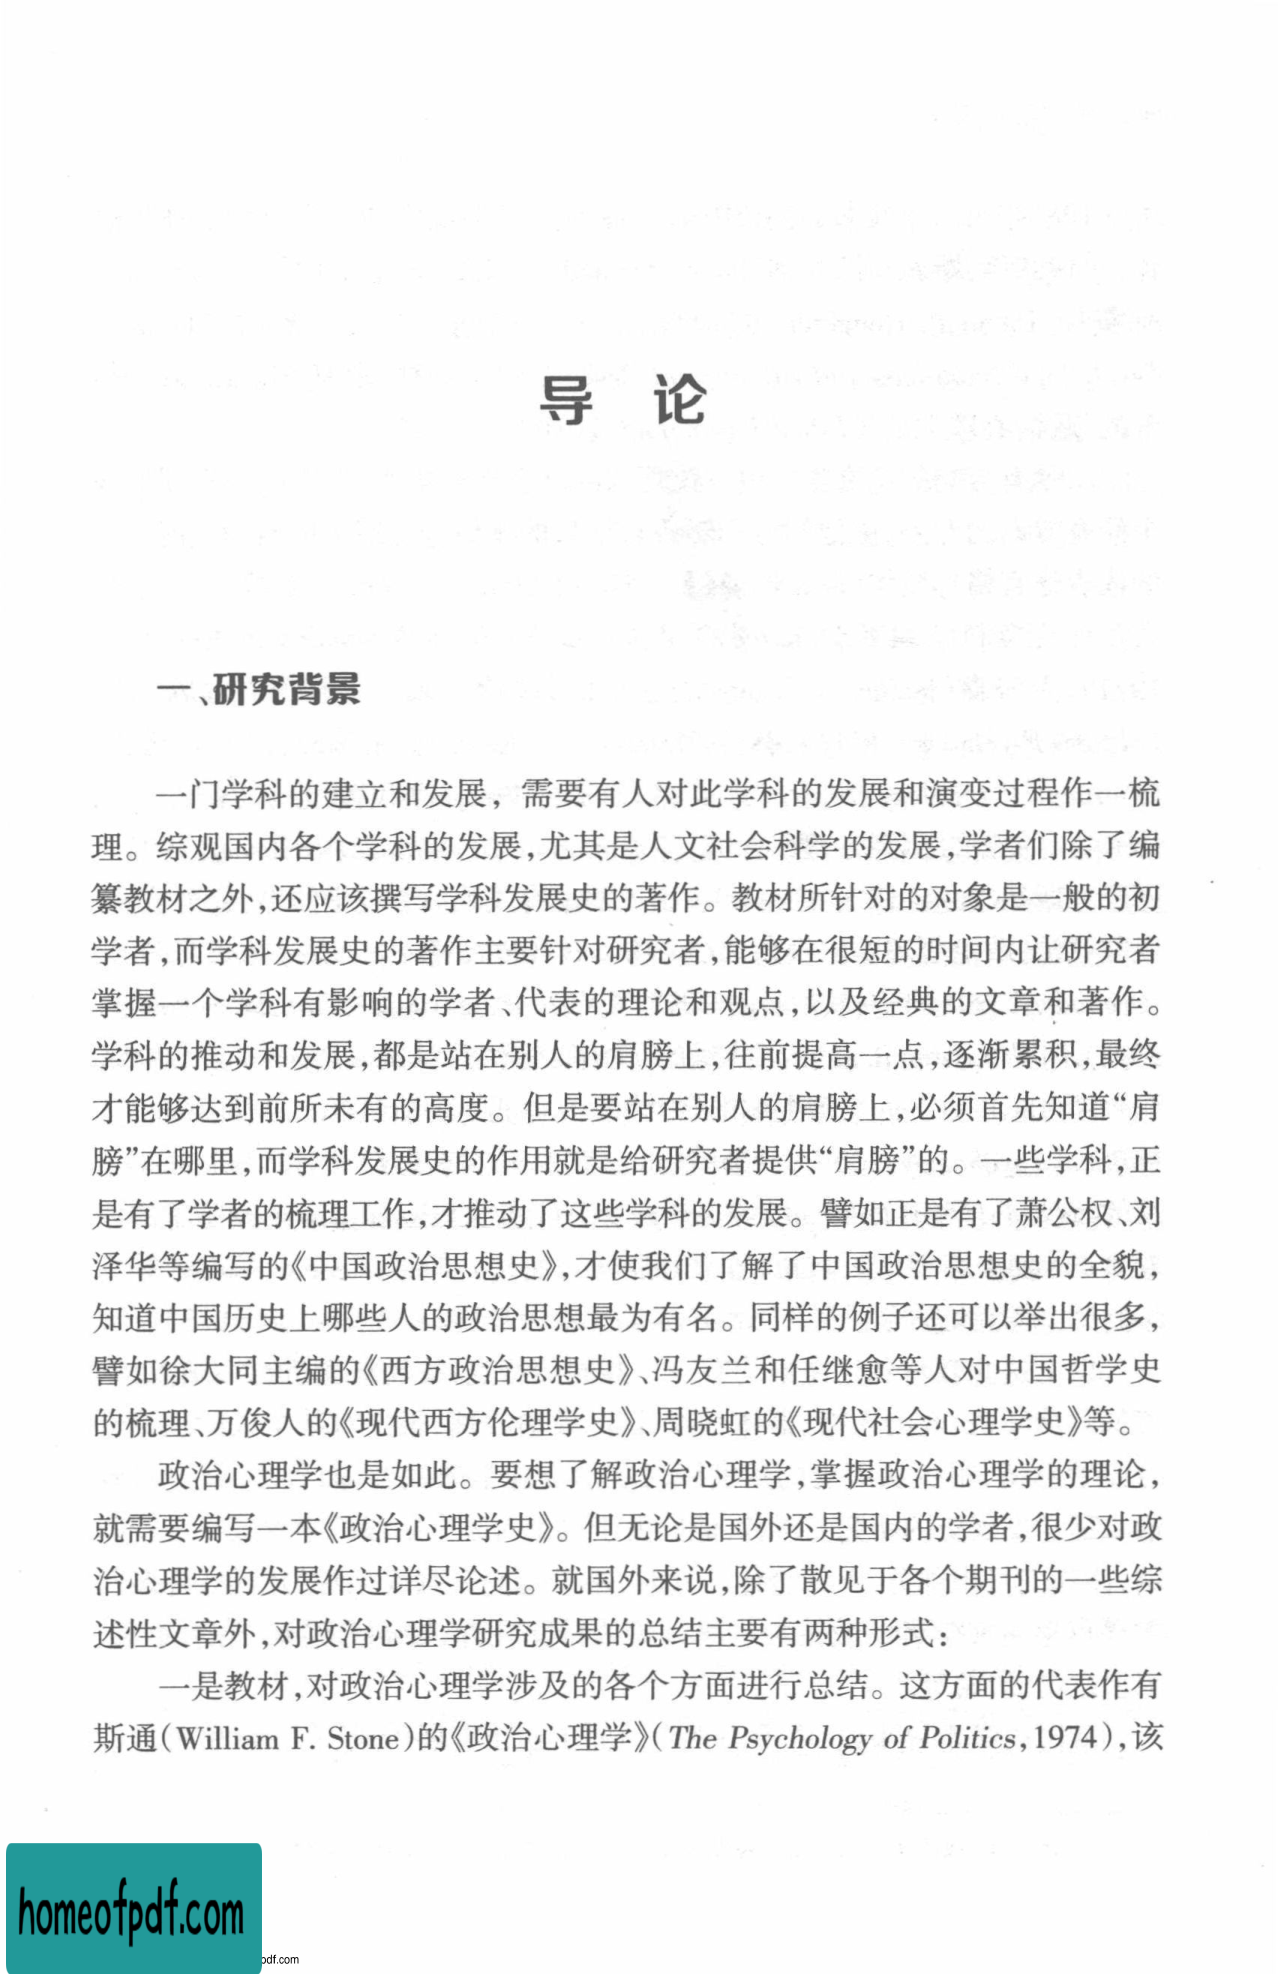 导 论
一、研究背景
一门学科的建立和发展，需要有人对此学科的发展和演变过程作一梳
理。综观国内各个学科的发展,尤其是人文社会科学的发展,学者们除了编
纂教材之外,还应该撰写学科发展史的著作。教材所针对的对象是一般的初
学者,而学科发展史的著作主要针对研究者,能够在很短的时间内让研究者
掌握一个学科有影响的学者、代表的理论和观点,以及经典的文章和著作。
学科的推动和发展,都是站在别人的肩膀上,往前提高一点,逐渐累积,最终
才能够达到前所未有的高度。但是要站在别人的肩膀上,必须首先知道“肩
膀”在哪里,而学科发展史的作用就是给研究者提供“肩膀”的。一些学科,正
是有了学者的梳理工作,才推动了这些学科的发展。譬如正是有了萧公权、刘
泽华等编写的《中国政治思想史》,才使我们了解了中国政治思想史的全貌,
知道中国历史上哪些人的政治思想最为有名。同样的例子还可以举出很多,
譬如徐大同主编的《西方政治思想史》、冯友兰和任继愈等人对中国哲学史
的梳理、万俊人的《现代西方伦理学史》、周晓虹的《现代社会心理学史》等。
政治心理学也是如此。要想了解政治心理学,掌握政治心理学的理论,
就需要编写一本《政治心理学史》。但无论是国外还是国内的学者,很少对政
治心理学的发展作过详尽论述。就国外来说,除了散见于各个期刊的一些综
述性文章外,对政治心理学研究成果的总结主要有两种形式:
一是教材,对政治心理学涉及的各个方面进行总结。这方面的代表作有
斯通(William F. Stone)的《政治心理学》(The Psychology of Politics,1974),该
homeofpdf.com
pdf.com